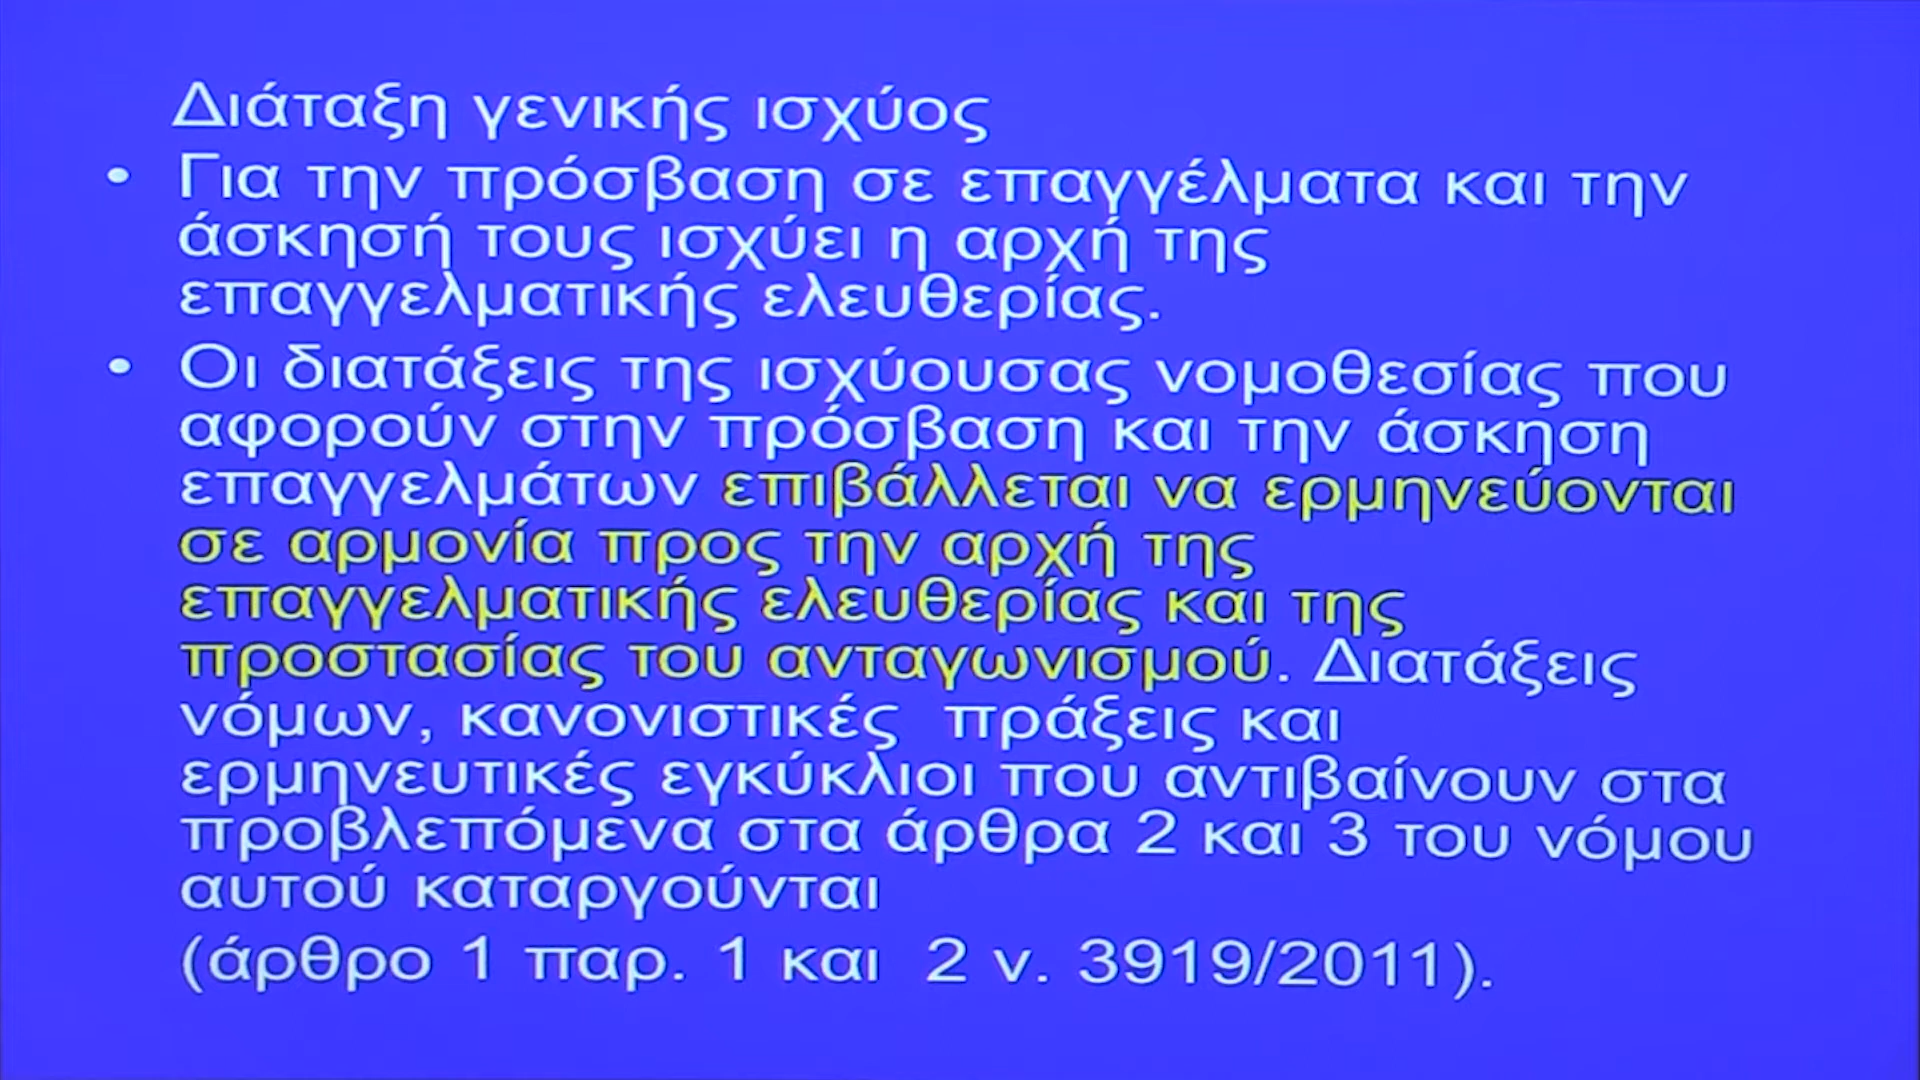 Διάταξη γενικής ισχύος
• Για την πρόσβαση σε επαγγέλματα και την
άσκησή τους ισχύει η αρχή της
επαγγελματικής ελευθερίας.
• Οι διατάξεις της ισχύουσας νομοθεσίας που
αφορούν στην πρόσβαση και την άσκηση
επαγγελμάτων επιβάλλεται να ερμηνεύονται
σε αρμονία προς την αρχή της
επαγγελματικής ελευθερίας και της
προστασίας του ανταγωνισμού. Διατάξεις
νόμων, κανονιστικές πράξεις και
ερμηνευτικές εγκύκλιοι που αντιβαίνουν στα
προβλεπόμενα στα άρθρα 2 και 3 του νόμου
αυτού καταργούνται
(άρθρο 1 παρ. 1 και 2 ν. 3919/2011).